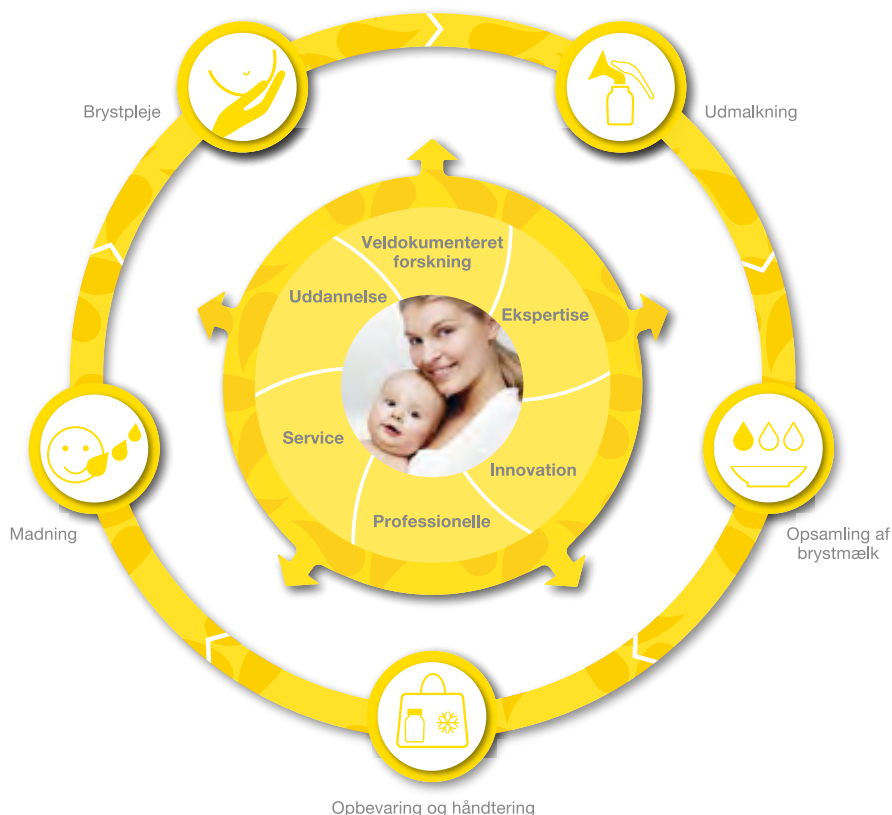 Brystpleje
Udmalkning
Veldokumenteret
forskning
Uddannelse
Ekspertise
Service
Innovation
Professionelle
Madning
Opsamling af
brystmælk
Opbevaring og håndtering